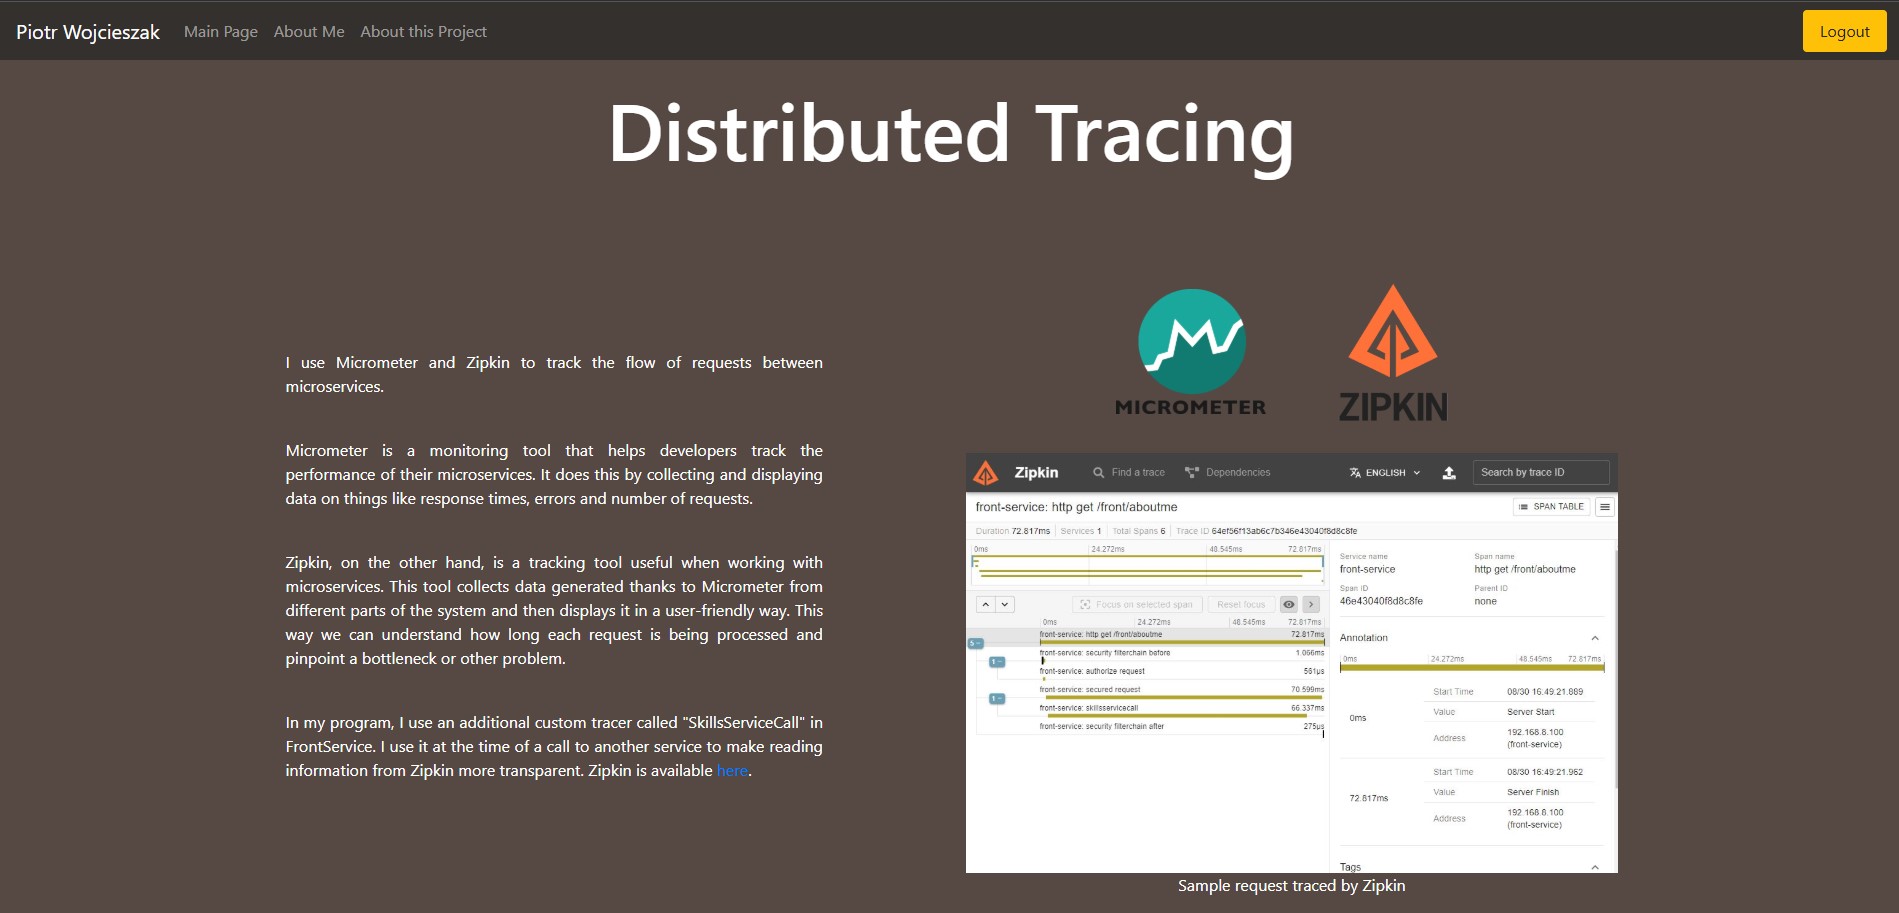 Piotr Wojcieszak Main Page About Me About this Project Logout
Distributed Tracing
I use Micrometer and Zipkin to track the flow of requests between
microservices.
Micrometer is a monitoring tool that helps developers track the
performance of their microservices. It does this by collecting and displaying
data on things like response times, errors and number of requests.
Zipkin, on the other hand, is a tracking tool useful when working with
microservices. This tool collects data generated thanks to Micrometer from
different parts of the system and then displays it in a user-friendly way. This
way we can understand how long each request is being processed and
pinpoint a bottleneck or other problem.
In my program, I use an additional custom tracer called "SkillsServiceCall" in
FrontService. I use it at the time of a call to another service to make reading
information from Zipkin more transparent. Zipkin is available here.
MICROMETER
ZIPKIN
Zipkin Find a trace Dependencies ENGLISH Search by trace ID
front-service: http get /front/aboutme SPAN TABLE
Duration 72.817ms Services 1 Total Spans 6 Trace ID 64ef56f13ab6c7b346e43040f8d8c8fe
0ms 24.272ms 48.545ms 72.817ms
Focus on selected span Reset focus
0ms 24.272ms 48.545ms 72.817ms
5 front-service: http get /front/aboutme 72.817ms
front-service: security filterchain before 1.066ms
1
front-service: authorize request 561µs
front-service: secured request 70.599ms
1
front-service: skillsservicecall 66.337ms
front-service: security filterchain after 275µs
Service name Span name
front-service http get /front/aboutme
Span ID Parent ID
46e43040f8d8c8fe none
Annotation
0ms 24.272ms 48.545ms 72.817ms
Start Time 08/30 16:49:21.889
0ms
Value Server Start
Address 192.168.8.100
(front-service)
Start Time 08/30 16:49:21.962
72.817ms
Value Server Finish
Address 192.168.8.100
(front-service)
Tags
Sample request traced by Zipkin